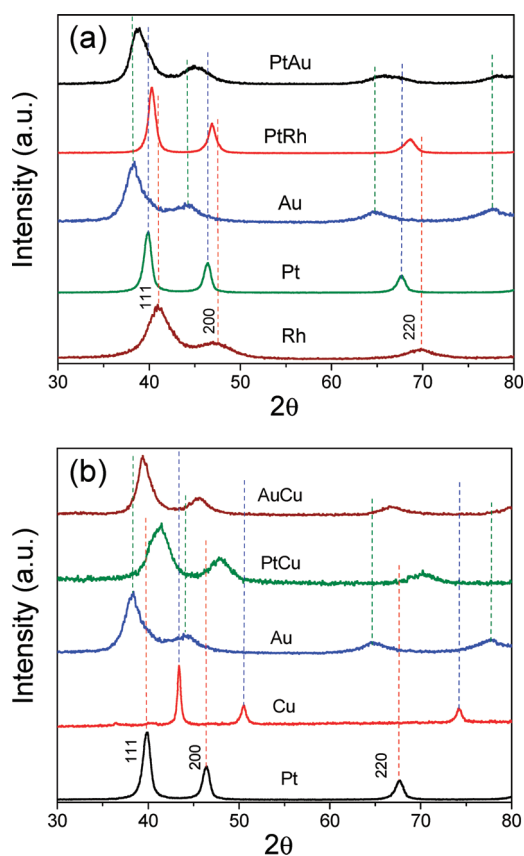 (a)
PtAu
PtRh
Au
Pt
Rh
111
200
220
Intensity (a.u.)
30 40 50 60 70 80
2θ
(b)
AuCu
PtCu
Au
Cu
Pt
111
200
220
Intensity (a.u.)
30 40 50 60 70 80
2θ